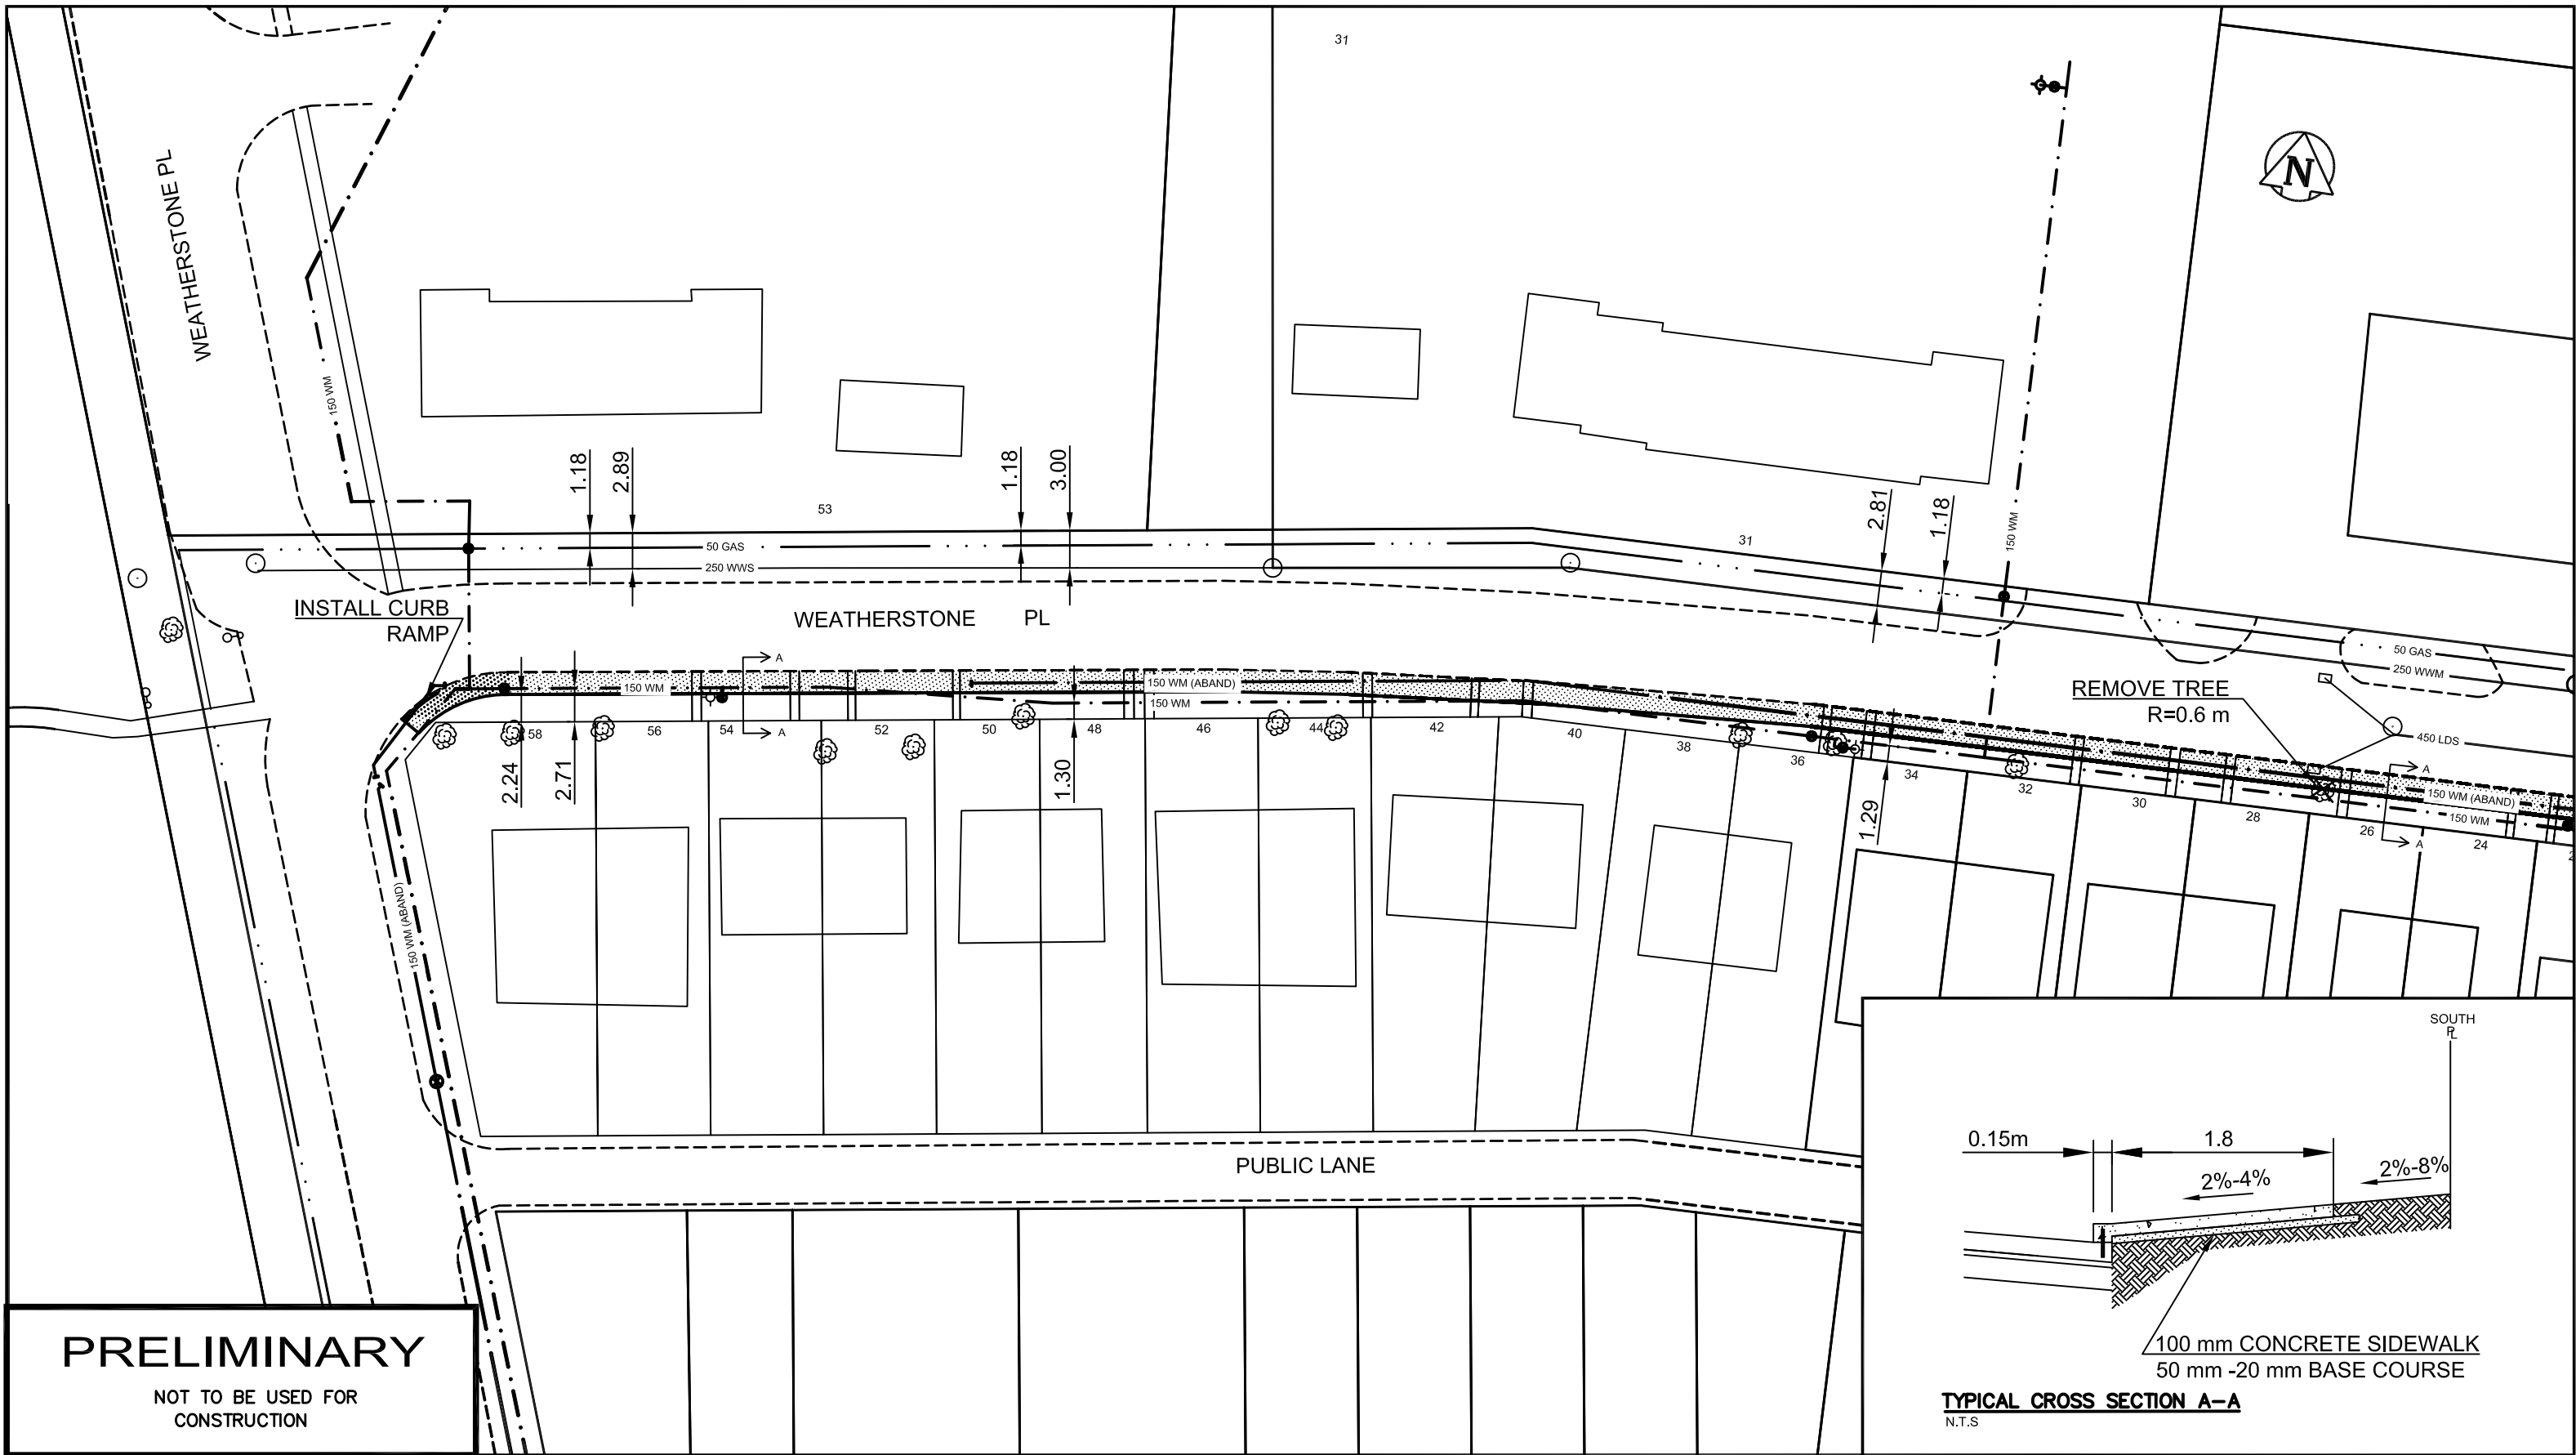 31
WEATHERSTONE PL
N
150 WM
1.18
2.89
1.18
3.00
2.81
1.18
150 WM
53
31
50 GAS
250 WWS
INSTALL CURB
RAMP
WEATHERSTONE PL
50 GAS
250 WWM
REMOVE TREE
R=0.6 m
450 LDS
A
150 WM
150 WM (ABAND)
150 WM
A
58
56
54
52
50
48
46
44
42
40
38
36
34
32
30
28
26
24
A
150 WM (ABAND)
150 WM
A
2.24
2.71
1.30
1.29
150 WM (ABAND)
PUBLIC LANE
SOUTH
PL
0.15m
1.8
2%-4%
2%-8%
100 mm CONCRETE SIDEWALK
50 mm -20 mm BASE COURSE
TYPICAL CROSS SECTION A-A
N.T.S
PRELIMINARY
NOT TO BE USED FOR
CONSTRUCTION